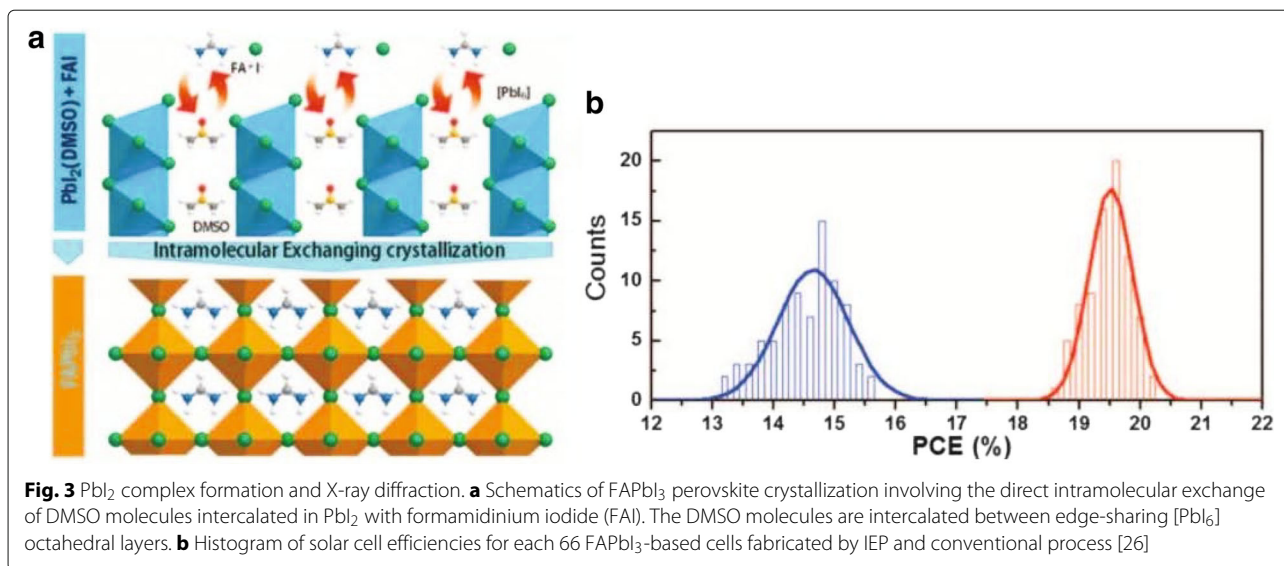 a
PbI₂(DMSO) + FAI
FA⁺I⁻
[PbI₆]
DMSO
Intramolecular Exchanging crystallization
FAPbI₃
b
Counts
20
15
10
5
0
12 13 14 15 16 17 18 19 20 21 22
PCE (%)
Fig. 3 PbI₂ complex formation and X-ray diffraction. a Schematics of FAPbI₃ perovskite crystallization involving the direct intramolecular exchange
of DMSO molecules intercalated in PbI₂ with formamidinium iodide (FAI). The DMSO molecules are intercalated between edge-sharing [PbI₆]
octahedral layers. b Histogram of solar cell efficiencies for each 66 FAPbI₃-based cells fabricated by IEP and conventional process [26]